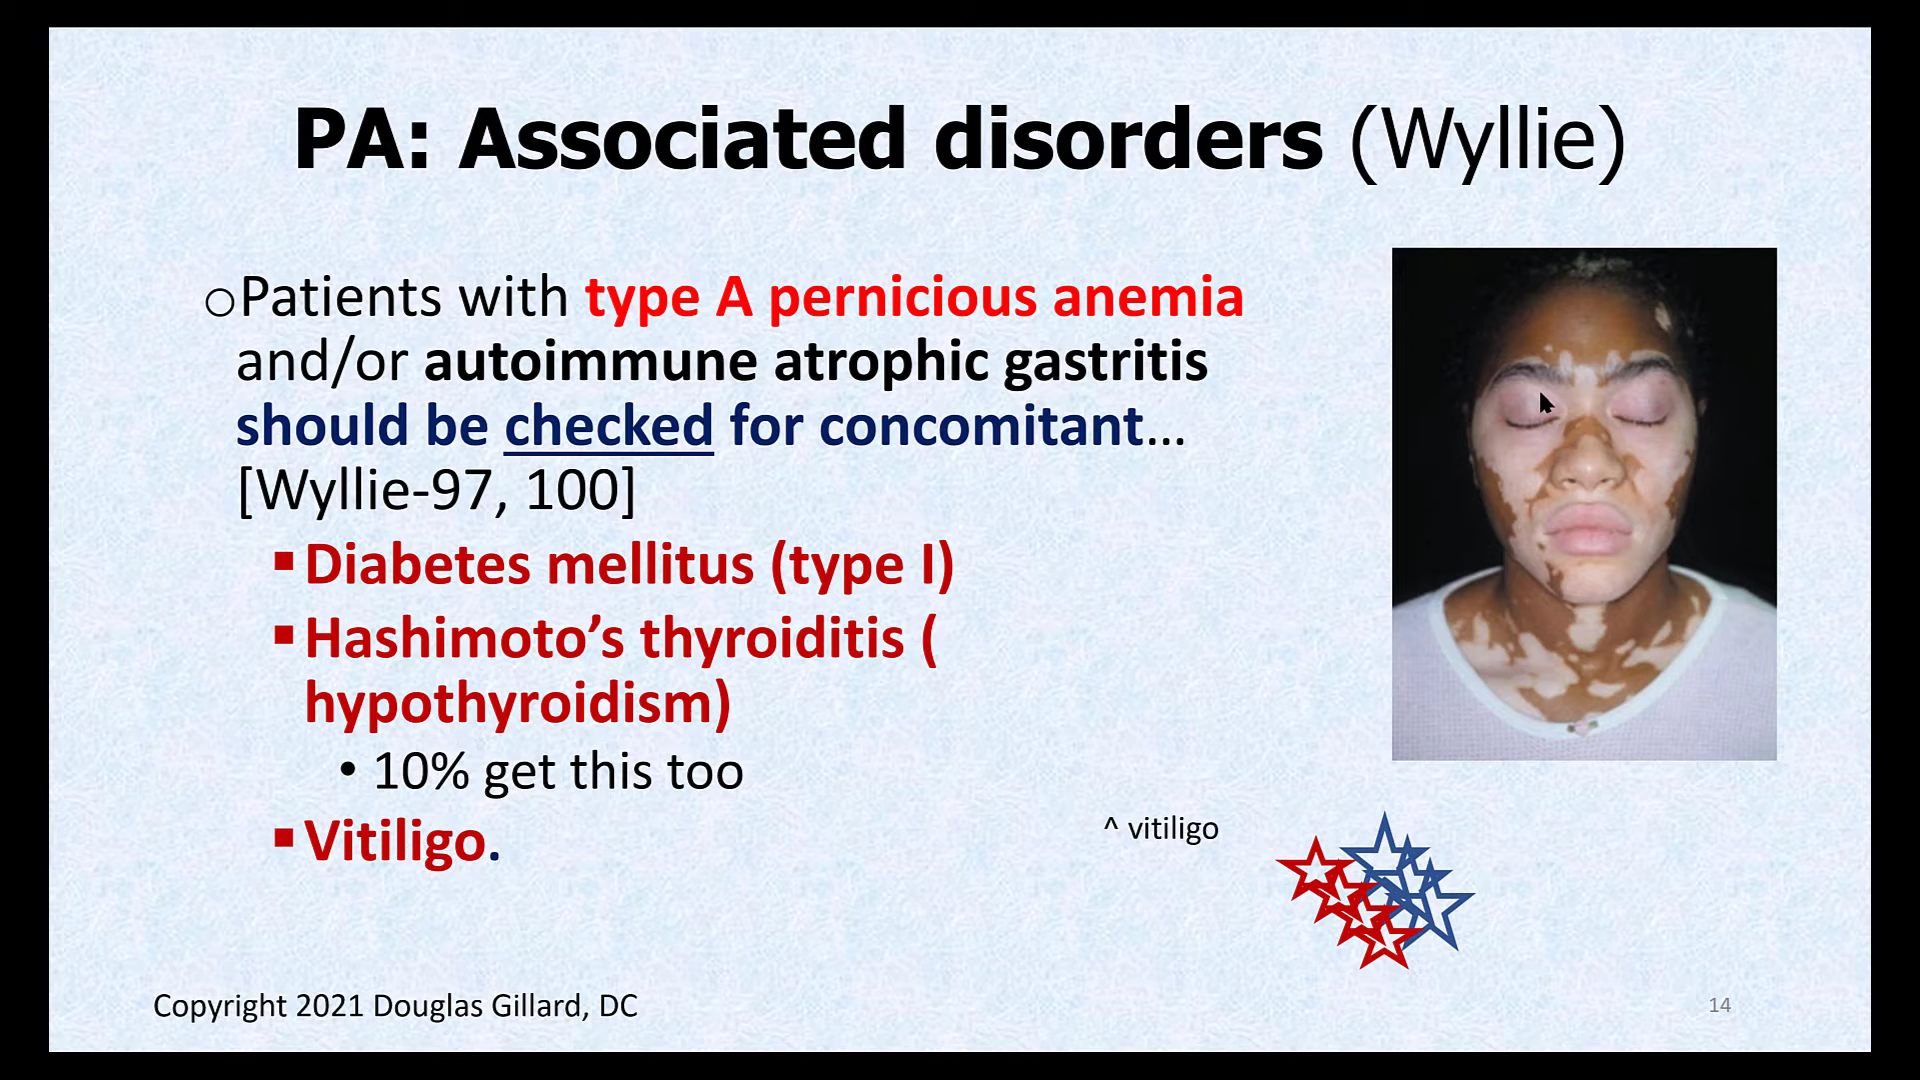 PA: Associated disorders (Wyllie)
oPatients with type A pernicious anemia
and/or autoimmune atrophic gastritis
should be checked for concomitant…
[Wyllie-97, 100]
▪Diabetes mellitus (type I)
▪Hashimoto’s thyroiditis (
hypothyroidism)
• 10% get this too
▪Vitiligo.
^ vitiligo
Copyright 2021 Douglas Gillard, DC
14